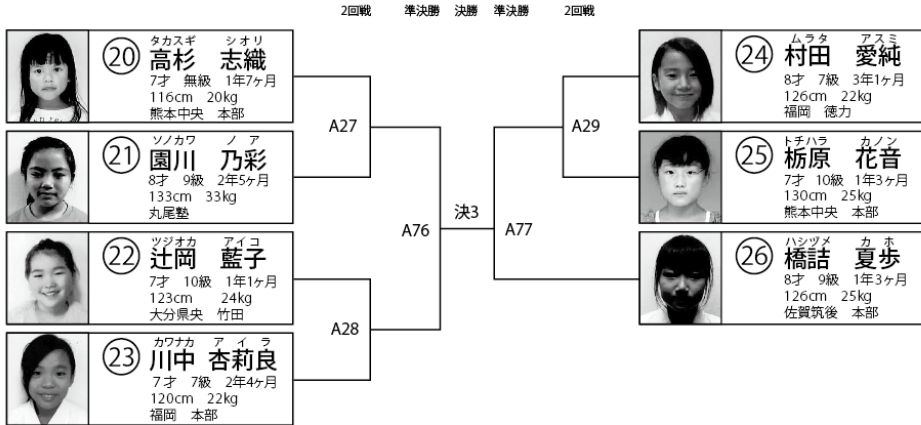 2回戦 準決勝 決勝 準決勝 2回戦
タカスギ シオリ
⑳ 高杉 志織
7才 無級 1年7ヶ月
116cm 20kg
熊本中央 本部
ソノカワ ノ ア
㉑ 園川 乃彩
8才 9級 2年5ヶ月
133cm 33kg
丸尾塾
ツジオカ アイコ
㉒ 辻岡 藍子
7才 10級 1年1ヶ月
123cm 24kg
大分県央 竹田
カワナカ ア イ ラ
㉓ 川中 杏莉良
7才 7級 2年4ヶ月
120cm 22kg
福岡 本部
A27
A28
A76
決3
A77
A29
ムラタ アスミ
㉔ 村田 愛純
8才 7級 3年1ヶ月
126cm 22kg
福岡 徳力
トチハラ カノン
㉕ 栃原 花音
7才 10級 1年3ヶ月
130cm 25kg
熊本中央 本部
ハシヅメ カ ホ
㉖ 橋詰 夏歩
8才 9級 1年3ヶ月
126cm 25kg
佐賀筑後 本部